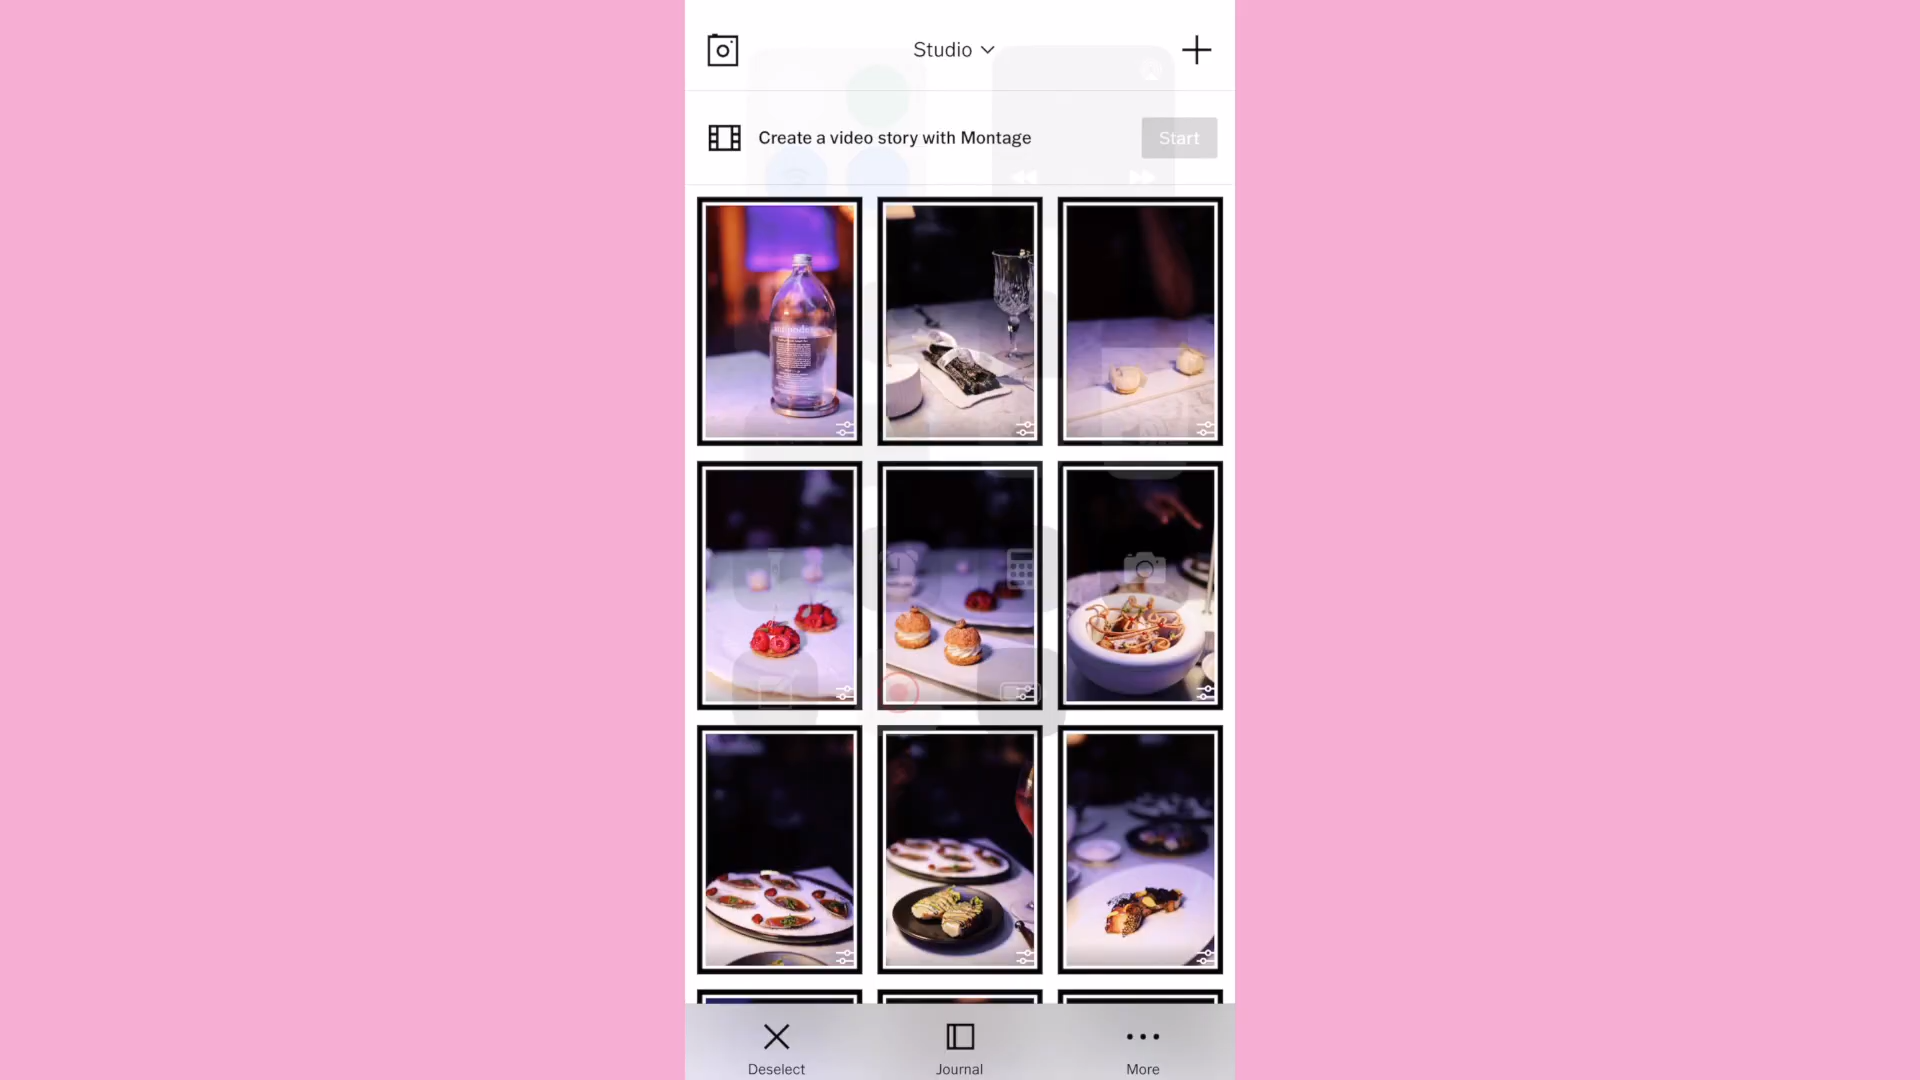 Studio
Create a video story with Montage
Start
Deselect
Journal
More